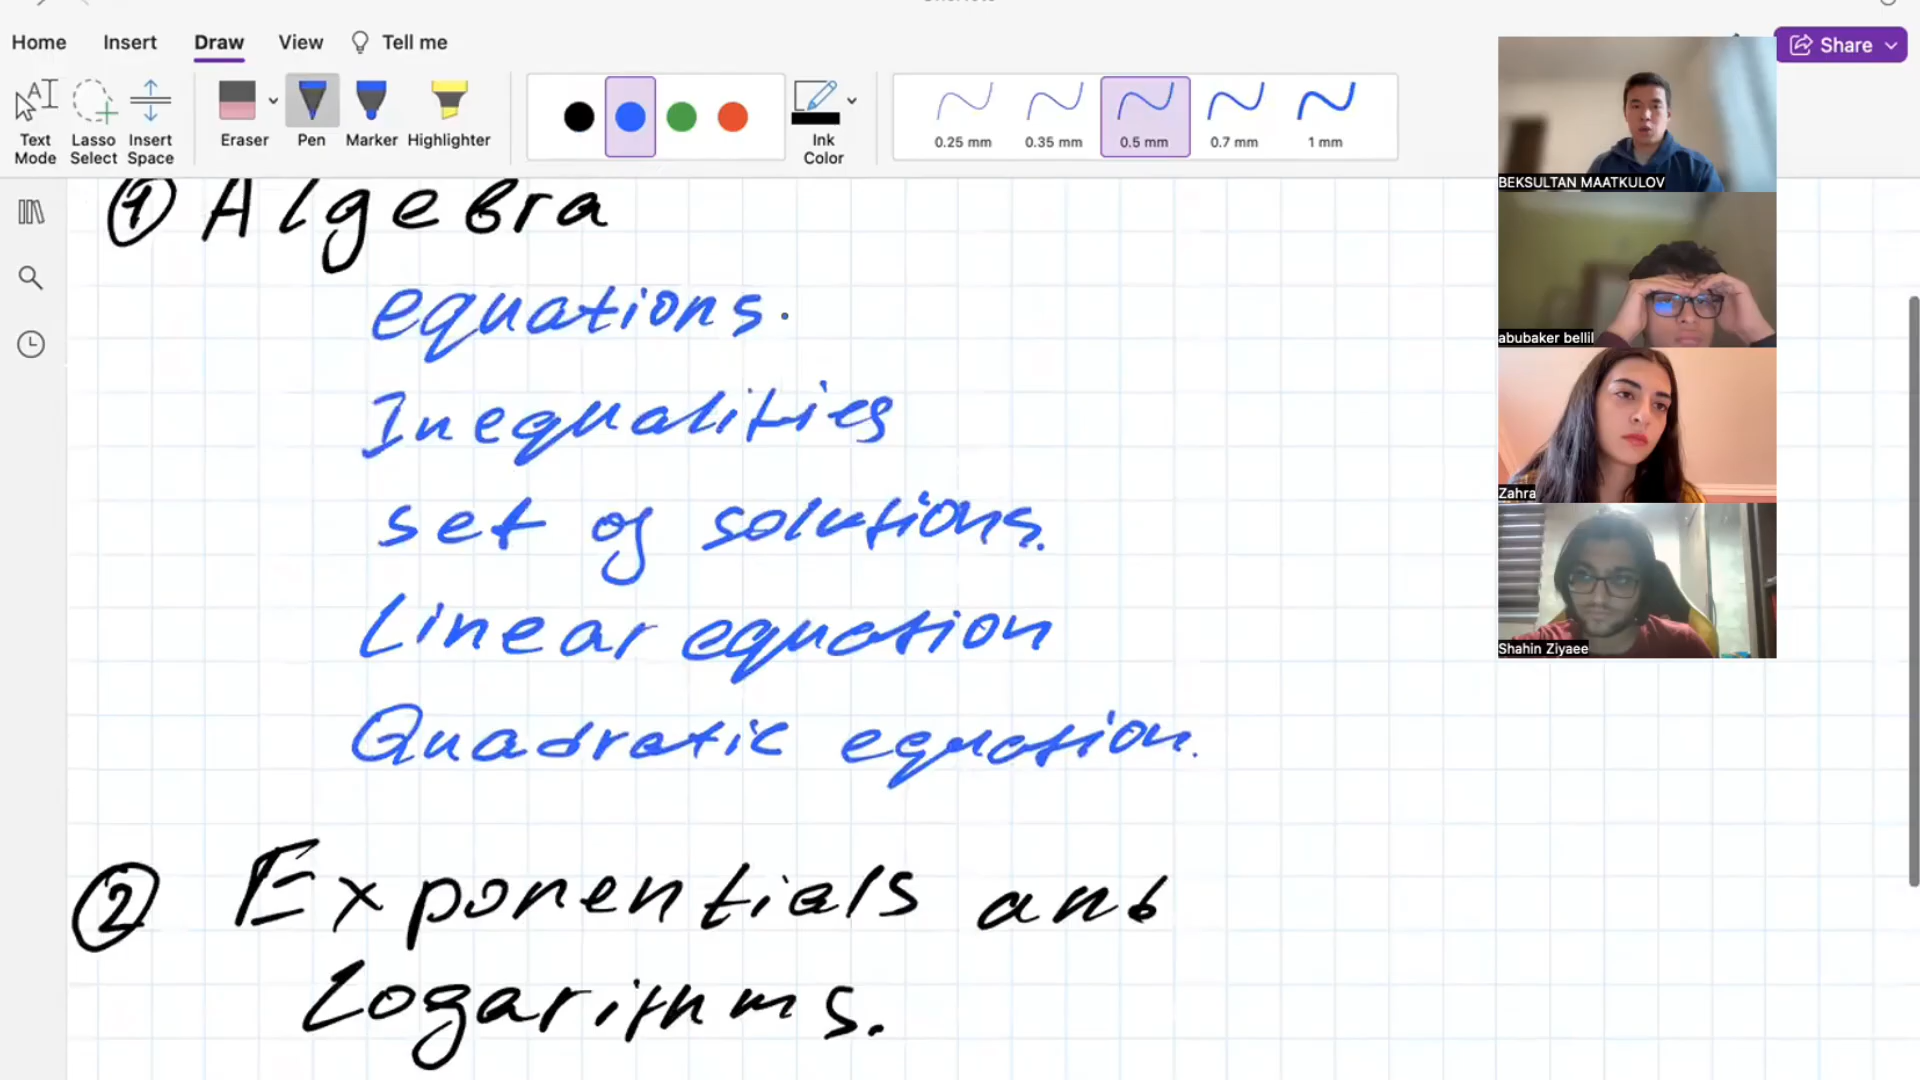 Home Insert Draw View Tell me
Share
Text Mode
Lasso Select
Insert Space
Eraser
Pen
Marker
Highlighter
Ink Color
0.25 mm
0.35 mm
0.5 mm
0.7 mm
1 mm
BEKSULTAN MAATKULOV
abubaker bellil
Zahra
Shahin Ziyaee
① Algebra
equations.
Inequalities
set of solutions.
Linear equation
Quadratic equation.
② Exponentials and
Logarithms.